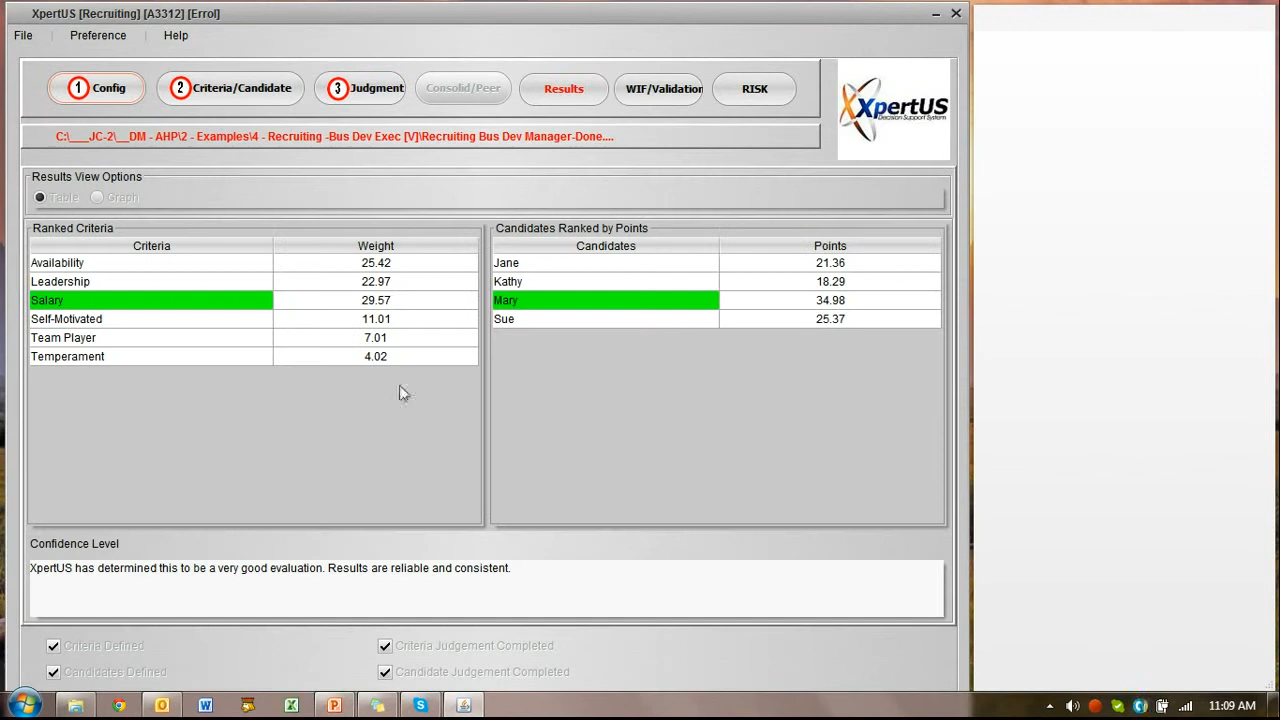 XpertUS [Recruiting] [A3312] [Errol]
File Preference Help
1 Config 2 Criteria/Candidate 3 Judgment Consolid/Peer Results WIF/Validation RISK
XpertUS
Decision Support System
C:\___JC-2\__DM - AHP\2 - Examples\4 - Recruiting -Bus Dev Exec [V]\Recruiting Bus Dev Manager-Done....
Results View Options
Table Graph
Ranked Criteria
Criteria Weight
Availability 25.42
Leadership 22.97
Salary 29.57
Self-Motivated 11.01
Team Player 7.01
Temperament 4.02
Candidates Ranked by Points
Candidates Points
Jane 21.36
Kathy 18.29
Mary 34.98
Sue 25.37
Confidence Level
XpertUS has determined this to be a very good evaluation. Results are reliable and consistent.
Criteria Defined Criteria Judgement Completed
Candidates Defined Candidate Judgement Completed
11:09 AM